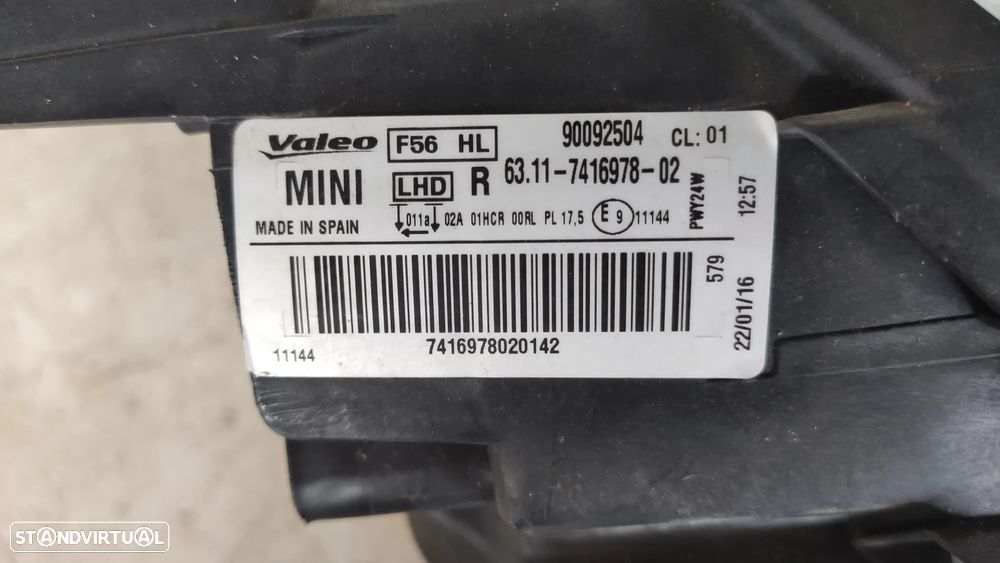 Valeo F56 HL 90092504 CL: 01
MINI LHD R 63.11-7416978-02
MADE IN SPAIN 011a 02A 01HCR 00RL PL 17,5 E 9 11144
PWY24W
12:57
579
22/01/16
11144 7416978020142
STANDVIRTUAL